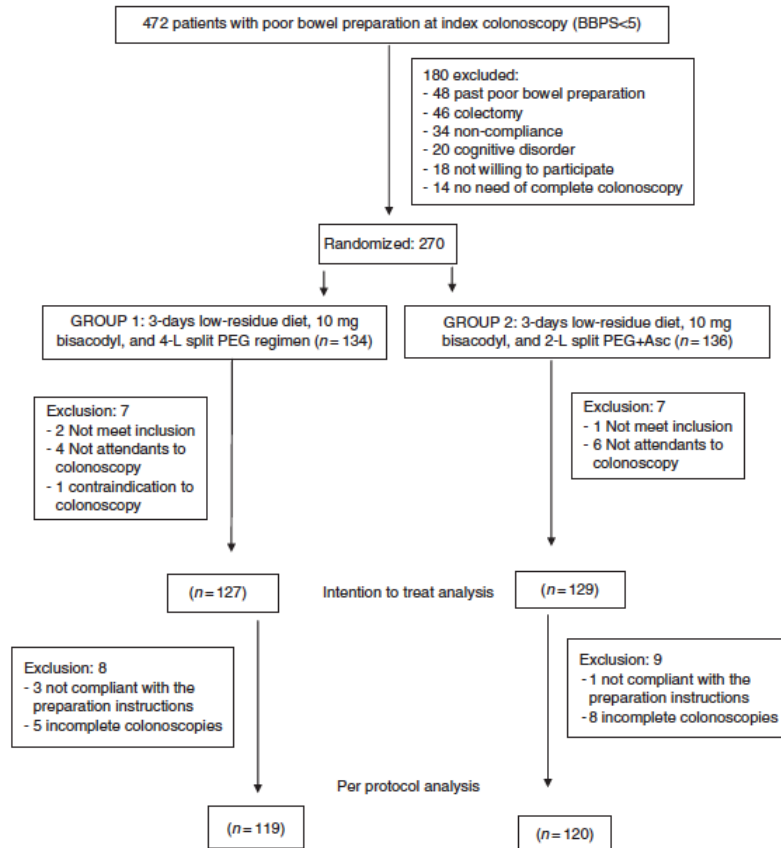 472 patients with poor bowel preparation at index colonoscopy (BBPS<5)
180 excluded:
- 48 past poor bowel preparation
- 46 colectomy
- 34 non-compliance
- 20 cognitive disorder
- 18 not willing to participate
- 14 no need of complete colonoscopy
Randomized: 270
GROUP 1: 3-days low-residue diet, 10 mg
bisacodyl, and 4-L split PEG regimen (n=134)
GROUP 2: 3-days low-residue diet, 10 mg
bisacodyl, and 2-L split PEG+Asc (n=136)
Exclusion: 7
- 2 Not meet inclusion
- 4 Not attendants to
colonoscopy
- 1 contraindication to
colonoscopy
Exclusion: 7
- 1 Not meet inclusion
- 6 Not attendants to
colonoscopy
(n=127)
Intention to treat analysis
(n=129)
Exclusion: 8
- 3 not compliant with the
preparation instructions
- 5 incomplete colonoscopies
Exclusion: 9
- 1 not compliant with the
preparation instructions
- 8 incomplete colonoscopies
Per protocol analysis
(n=119)
(n=120)